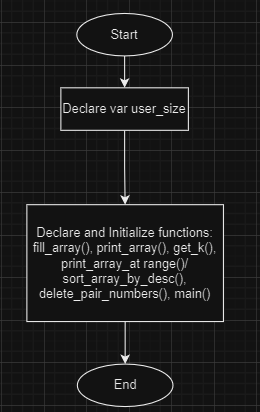 Start
Declare var user_size
Declare and Initialize functions:
fill_array(), print_array(), get_k(),
print_array_at range()/
sort_array_by_desc(),
delete_pair_numbers(), main()
End